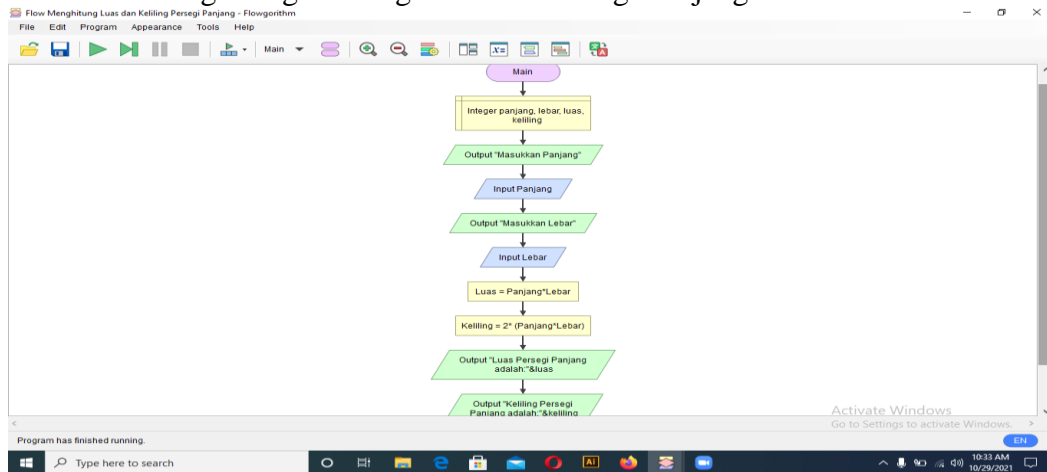 Flow Menghitung Luas dan Keliling Persegi Panjang - Flowgorithm
File Edit Program Appearance Tools Help
Main
Main
Integer panjang, lebar, luas,
keliling
Output "Masukkan Panjang"
Input Panjang
Output "Masukkan Lebar"
Input Lebar
Luas = Panjang*Lebar
Keliling = 2* (Panjang*Lebar)
Output "Luas Persegi Panjang
adalah:"&luas
Output "Keliling Persegi
Panjang adalah:"&keliling
Activate Windows
Go to Settings to activate Windows.
Program has finished running.
EN
Type here to search
Ai
10:33 AM
10/29/2021